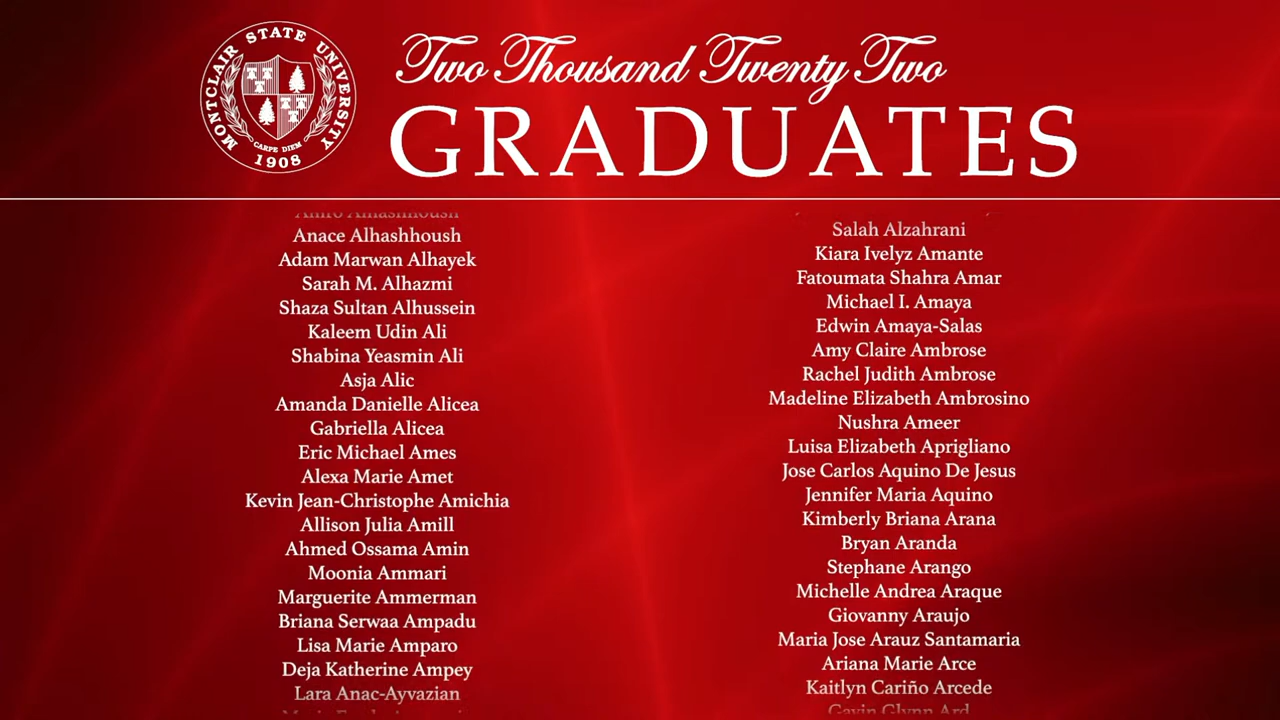 MONTCLAIR STATE UNIVERSITY
CARPE DIEM
1908
Two Thousand Twenty Two
GRADUATES
Anace Alhashhoush
Adam Marwan Alhayek
Sarah M. Alhazmi
Shaza Sultan Alhussein
Kaleem Udin Ali
Shabina Yeasmin Ali
Asja Alic
Amanda Danielle Alicea
Gabriella Alicea
Eric Michael Ames
Alexa Marie Amet
Kevin Jean-Christophe Amichia
Allison Julia Amill
Ahmed Ossama Amin
Moonia Ammari
Marguerite Ammerman
Briana Serwaa Ampadu
Lisa Marie Amparo
Deja Katherine Ampey
Lara Anac-Ayvazian
Salah Alzahrani
Kiara Ivelyz Amante
Fatoumata Shahra Amar
Michael I. Amaya
Edwin Amaya-Salas
Amy Claire Ambrose
Rachel Judith Ambrose
Madeline Elizabeth Ambrosino
Nushra Ameer
Luisa Elizabeth Aprigliano
Jose Carlos Aquino De Jesus
Jennifer Maria Aquino
Kimberly Briana Arana
Bryan Aranda
Stephane Arango
Michelle Andrea Araque
Giovanny Araujo
Maria Jose Arauz Santamaria
Ariana Marie Arce
Kaitlyn Cariño Arcede
Gavin Glynn Ard